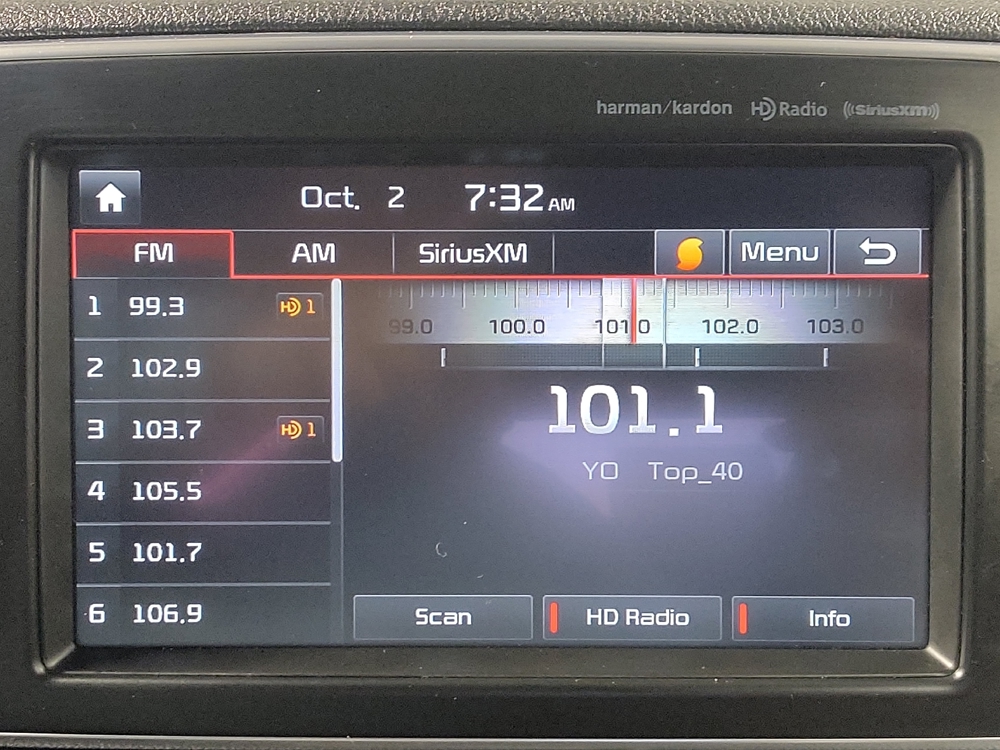 harman/kardon HD Radio ((SiriusXM))
Oct. 2 7:32 AM
FM AM SiriusXM Menu
1 99.3 HD 1
2 102.9
3 103.7 HD 1
4 105.5
5 101.7
6 106.9
99.0 100.0 101.0 102.0 103.0
101.1
YO Top_40
Scan HD Radio Info